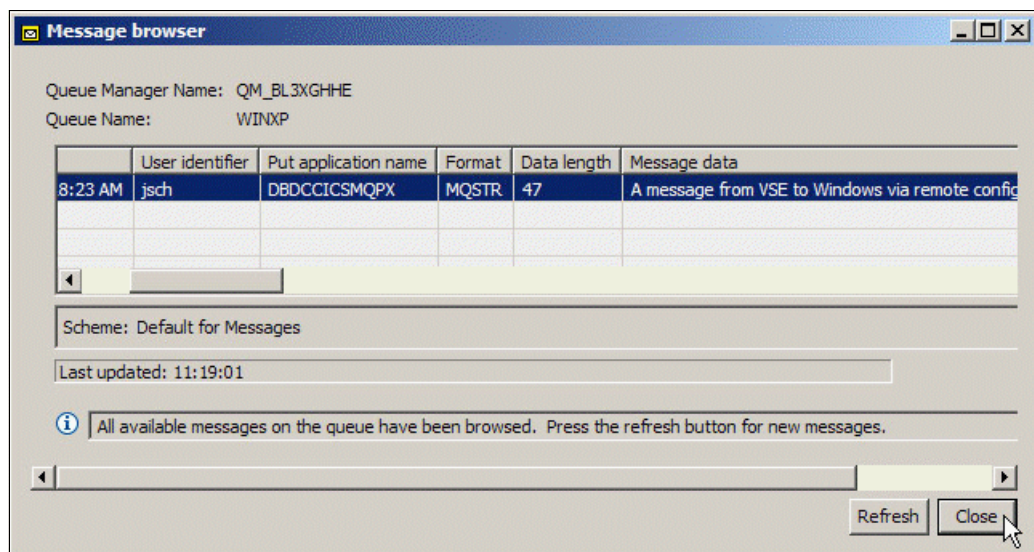 Message browser
Queue Manager Name: QM_BL3XGHHE
Queue Name: WINXP
User identifier Put application name Format Data length Message data
8:23 AM jsch DBDCCICSMQPX MQSTR 47 A message from VSE to Windows via remote config
Scheme: Default for Messages
Last updated: 11:19:01
All available messages on the queue have been browsed. Press the refresh button for new messages.
Refresh Close